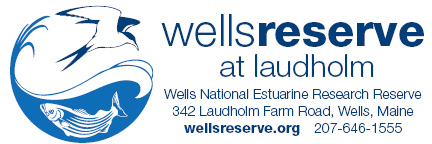 wellsreserve
at laudholm
Wells National Estuarine Research Reserve
342 Laudholm Farm Road, Wells, Maine
wellsreserve.org 207-646-1555